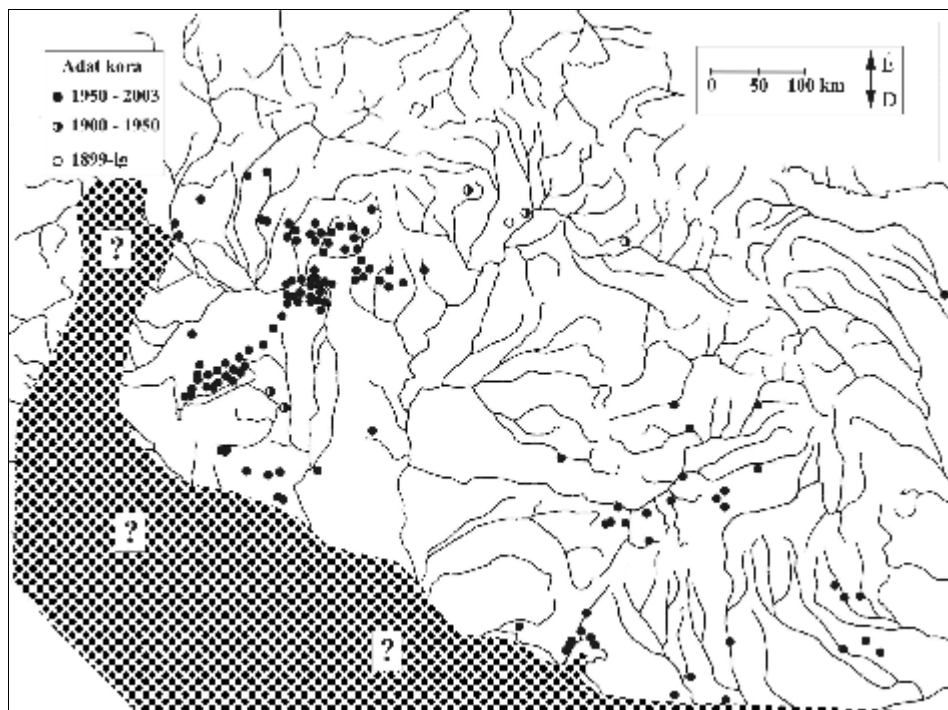 Adat kora
1950 - 2003
1900 - 1950
1899-ig
0 50 100 km
É
D
?
?
?